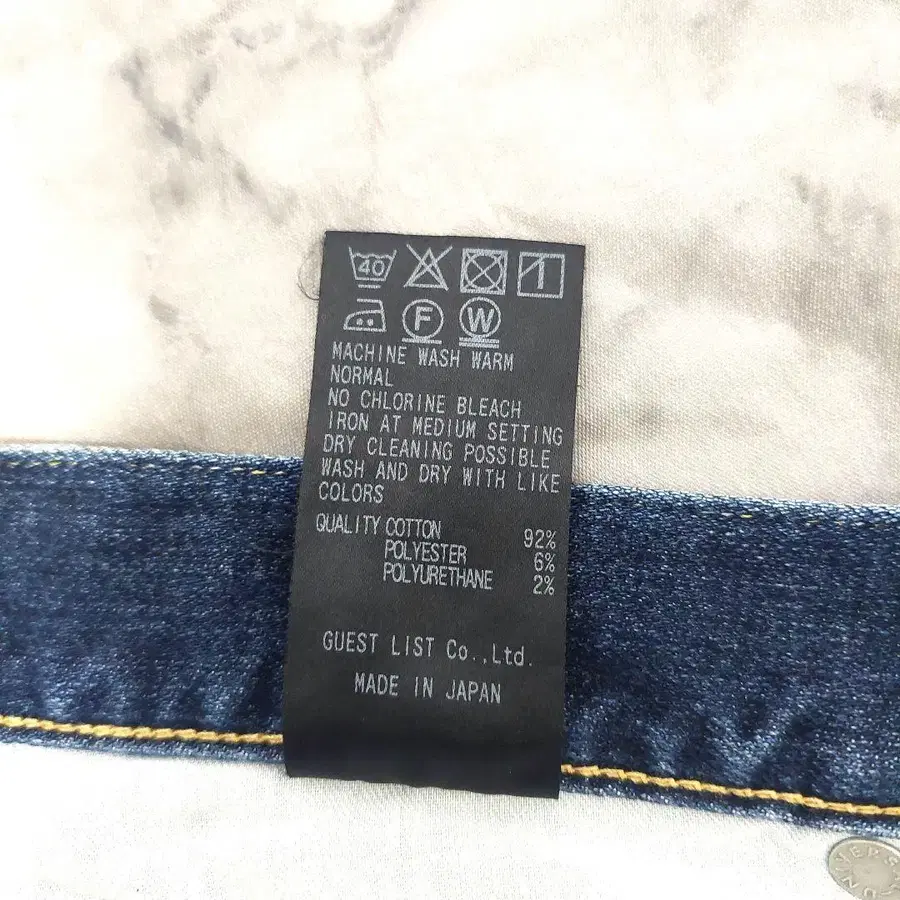 40
F W
MACHINE WASH WARM
NORMAL
NO CHLORINE BLEACH
IRON AT MEDIUM SETTING
DRY CLEANING POSSIBLE
WASH AND DRY WITH LIKE
COLORS
QUALITY COTTON 92%
POLYESTER 6%
POLYURETHANE 2%
GUEST LIST Co.,Ltd.
MADE IN JAPAN